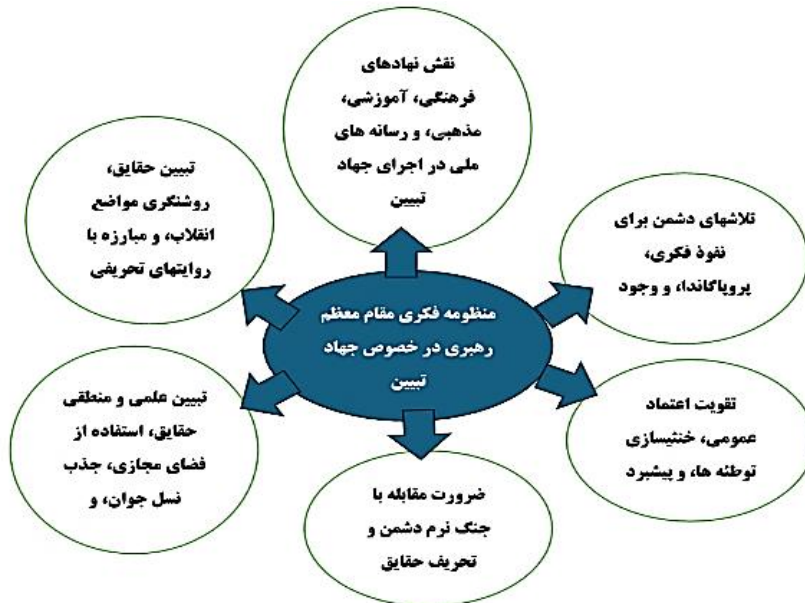 نقش نهادهای
فرهنگی، آموزشی،
مذهبی، و رسانه های
ملی در اجرای جهاد
تبیین
تلاشهای دشمن برای
نفوذ فکری،
پروپاگاندا، و وجود
تقویت اعتماد
عمومی، خنثیسازی
توطئه ها، و پیشبرد
ضرورت مقابله با
جنگ نرم دشمن و
تحریف حقایق
تبیین علمی و منطقی
حقایق، استفاده از
فضای مجازی، جذب
نسل جوان، و
تبیین حقایق،
روشنگری مواضع
انقلاب، و مبارزه با
روایتهای تحریفی
منظومه فکری مقام معظم
رهبری در خصوص جهاد
تبیین